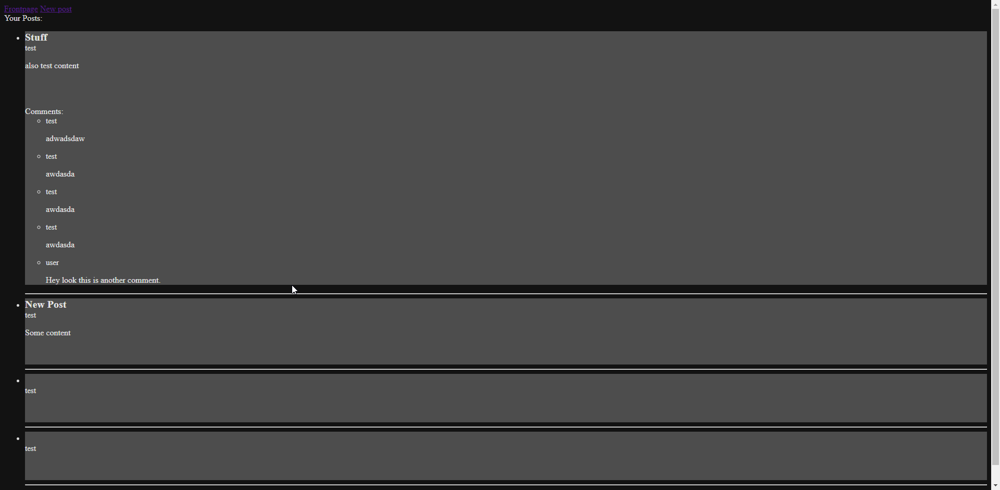 Frontpage New post
Your Posts:
Stuff
test
also test content
Comments:
test
adwadsdaw
test
awdasda
test
awdasda
test
awdasda
user
Hey look this is another comment.
New Post
test
Some content
test
test